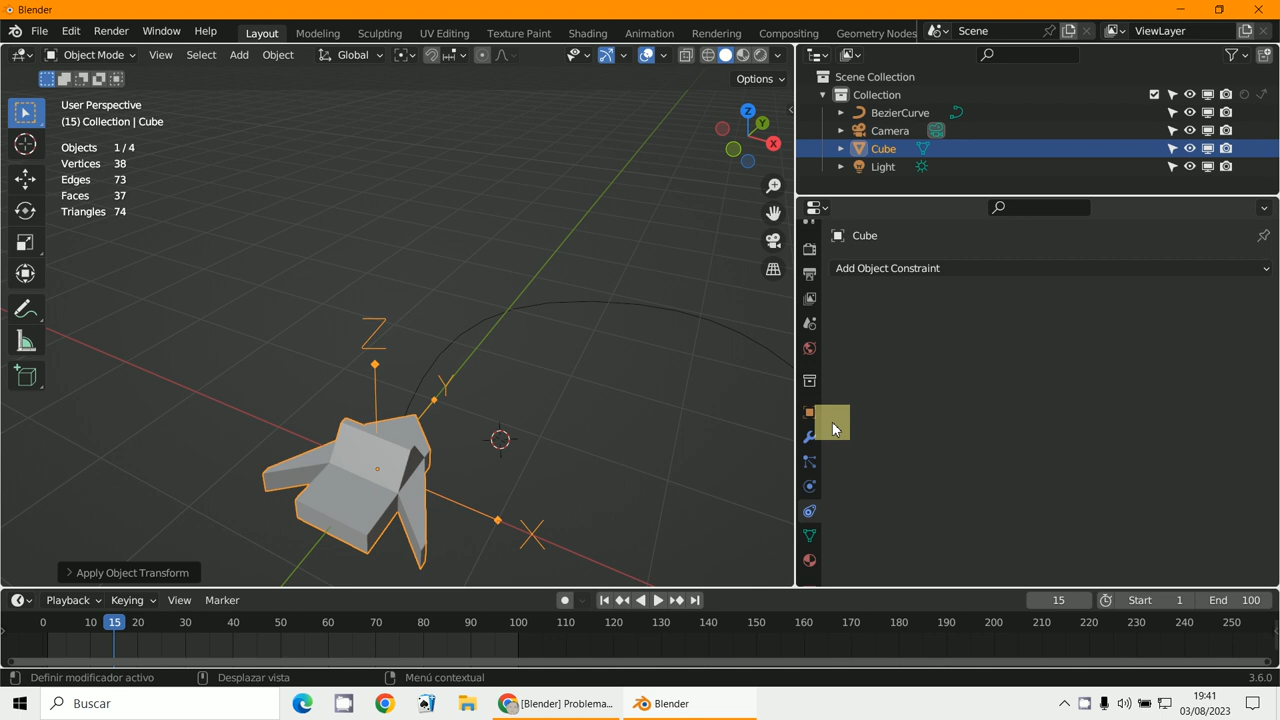 Blender
File Edit Render Window Help Layout Modeling Sculpting UV Editing Texture Paint Shading Animation Rendering Compositing Geometry Nodes Scene ViewLayer
Object Mode View Select Add Object Global
Options
User Perspective
(15) Collection | Cube
Objects 1 / 4
Vertices 38
Edges 73
Faces 37
Triangles 74
Z
Y
X
Z
Y
X
Apply Object Transform
Scene Collection
Collection
BezierCurve
Camera
Cube
Light
Cube
Add Object Constraint
Playback Keying View Marker 15 Start 1 End 100
0 10 15 20 30 40 50 60 70 80 90 100 110 120 130 140 150 160 170 180 190 200 210 220 230 240 250
Definir modificador activo Desplazar vista Menú contextual 3.6.0
Buscar [Blender] Problema... Blender 19:41
03/08/2023